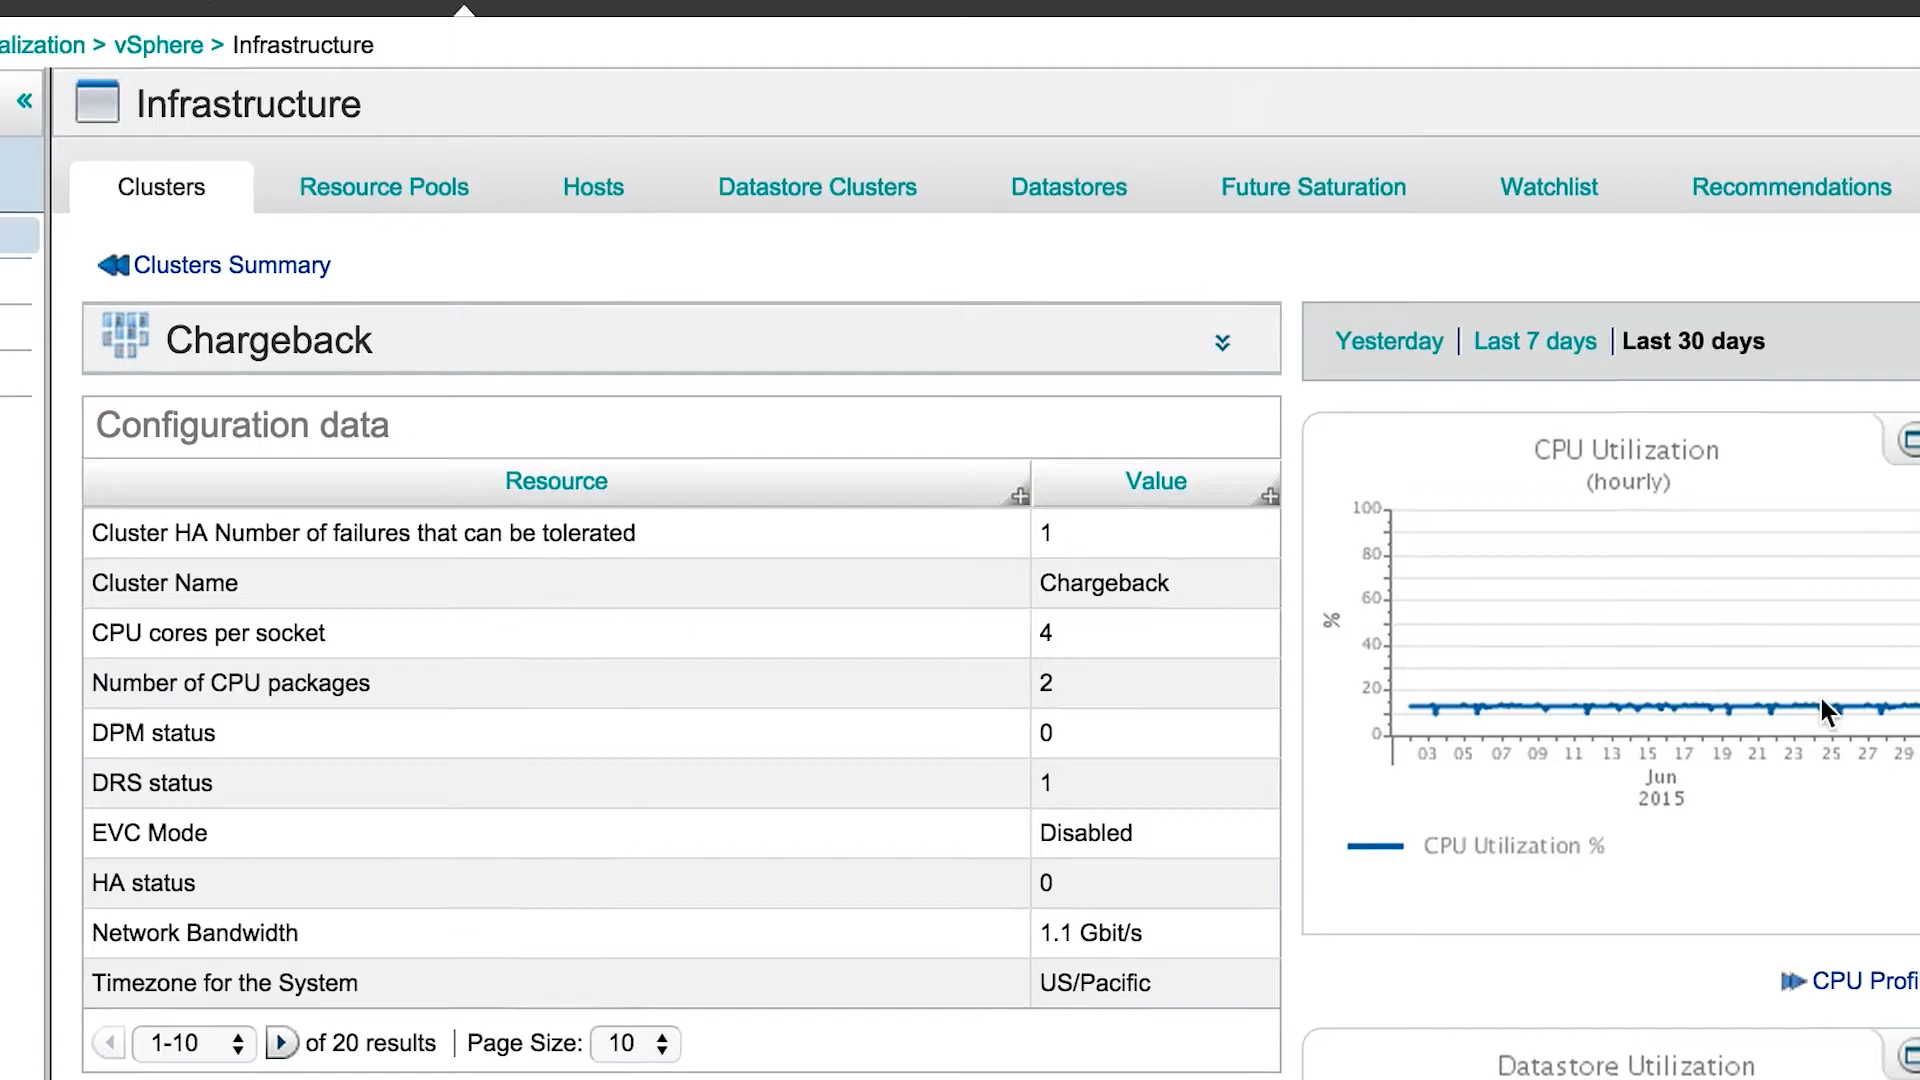 alization > vSphere > Infrastructure
«
Infrastructure
Clusters Resource Pools Hosts Datastore Clusters Datastores Future Saturation Watchlist Recommendations
Clusters Summary
Chargeback
Yesterday | Last 7 days | Last 30 days
Configuration data
Resource Value
Cluster HA Number of failures that can be tolerated 1
Cluster Name Chargeback
CPU cores per socket 4
Number of CPU packages 2
DPM status 0
DRS status 1
EVC Mode Disabled
HA status 0
Network Bandwidth 1.1 Gbit/s
Timezone for the System US/Pacific
1-10 of 20 results | Page Size: 10
CPU Utilization
(hourly)
100
80
60
40
20
0
%
03 05 07 09 11 13 15 17 19 21 23 25 27 29
Jun
2015
CPU Utilization %
CPU Profi
Datastore Utilization